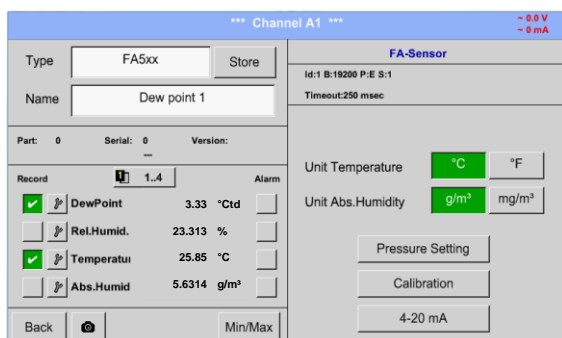 *** Channel A1 ***
~ 0.0 V
~ 0 mA
Type FA5xx Store
Name Dew point 1
Part: 0 Serial: 0 Version:
---
Record 1 1..4 Alarm
DewPoint 3.33 °Ctd
Rel.Humid. 23.313 %
Temperatur 25.85 °C
Abs.Humid 5.6314 g/m³
Back Min/Max
FA-Sensor
Id:1 B:19200 P:E S:1
Timeout:250 msec
Unit Temperature °C °F
Unit Abs.Humidity g/m³ mg/m³
Pressure Setting
Calibration
4-20 mA